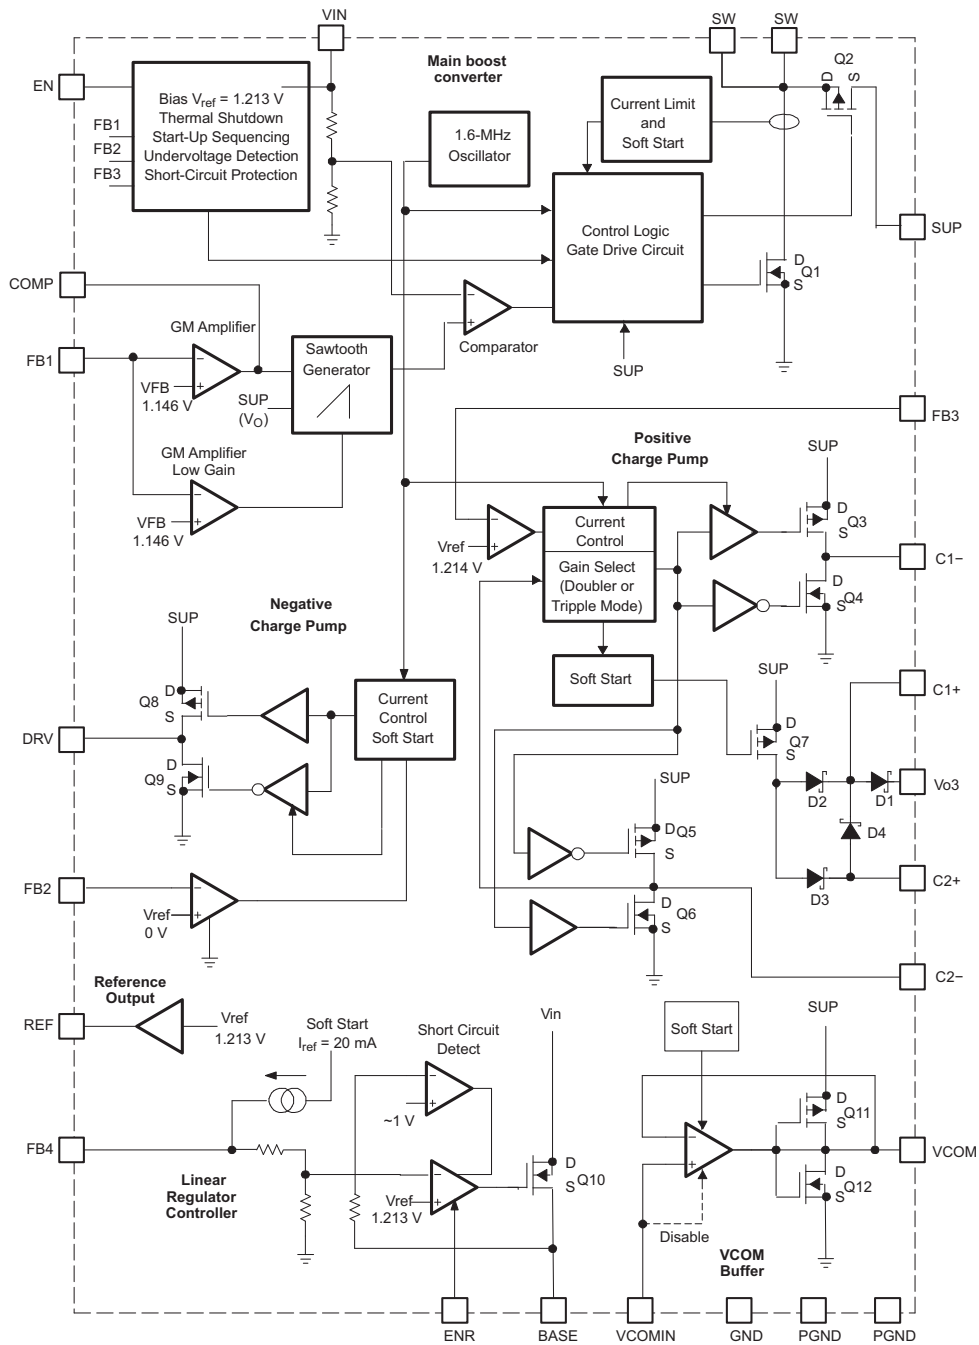 VIN
SW
SW
Main boost
converter
Q2
D
S
EN
Bias Vref = 1.213 V
Thermal Shutdown
Start-Up Sequencing
Undervoltage Detection
Short-Circuit Protection
FB1
FB2
FB3
1.6-MHz
Oscillator
Current Limit
and
Soft Start
Control Logic
Gate Drive Circuit
SUP
D
Q1
S
COMP
GM Amplifier
FB1
−
+
VFB
1.146 V
Sawtooth
Generator
SUP
(VO)
−
+
Comparator
SUP
FB3
GM Amplifier
Low Gain
−
+
VFB
1.146 V
Positive
Charge Pump
SUP
−
+
Vref
1.214 V
Current
Control
Gain Select
(Doubler or
Tripple Mode)
D
Q3
S
C1−
D
Q4
S
Negative
Charge Pump
SUP
Soft Start
SUP
C1+
D
Q8
S
Current
Control
Soft Start
D
Q7
S
DRV
D
Q9
S
SUP
D2
D1
Vo3
D4
D
Q5
S
D3
C2+
FB2
−
+
Vref
0 V
D
Q6
S
C2−
Reference
Output
REF
Vref
1.213 V
Soft Start
Iref = 20 mA
Short Circuit
Detect
Vin
Soft Start
SUP
−
+
~1 V
D
Q11
S
FB4
Linear
Regulator
Controller
−
+
Vref
1.213 V
D
Q10
S
−
+
VCOM
D
Q12
S
Disable
VCOM
Buffer
ENR
BASE
VCOMIN
GND
PGND
PGND